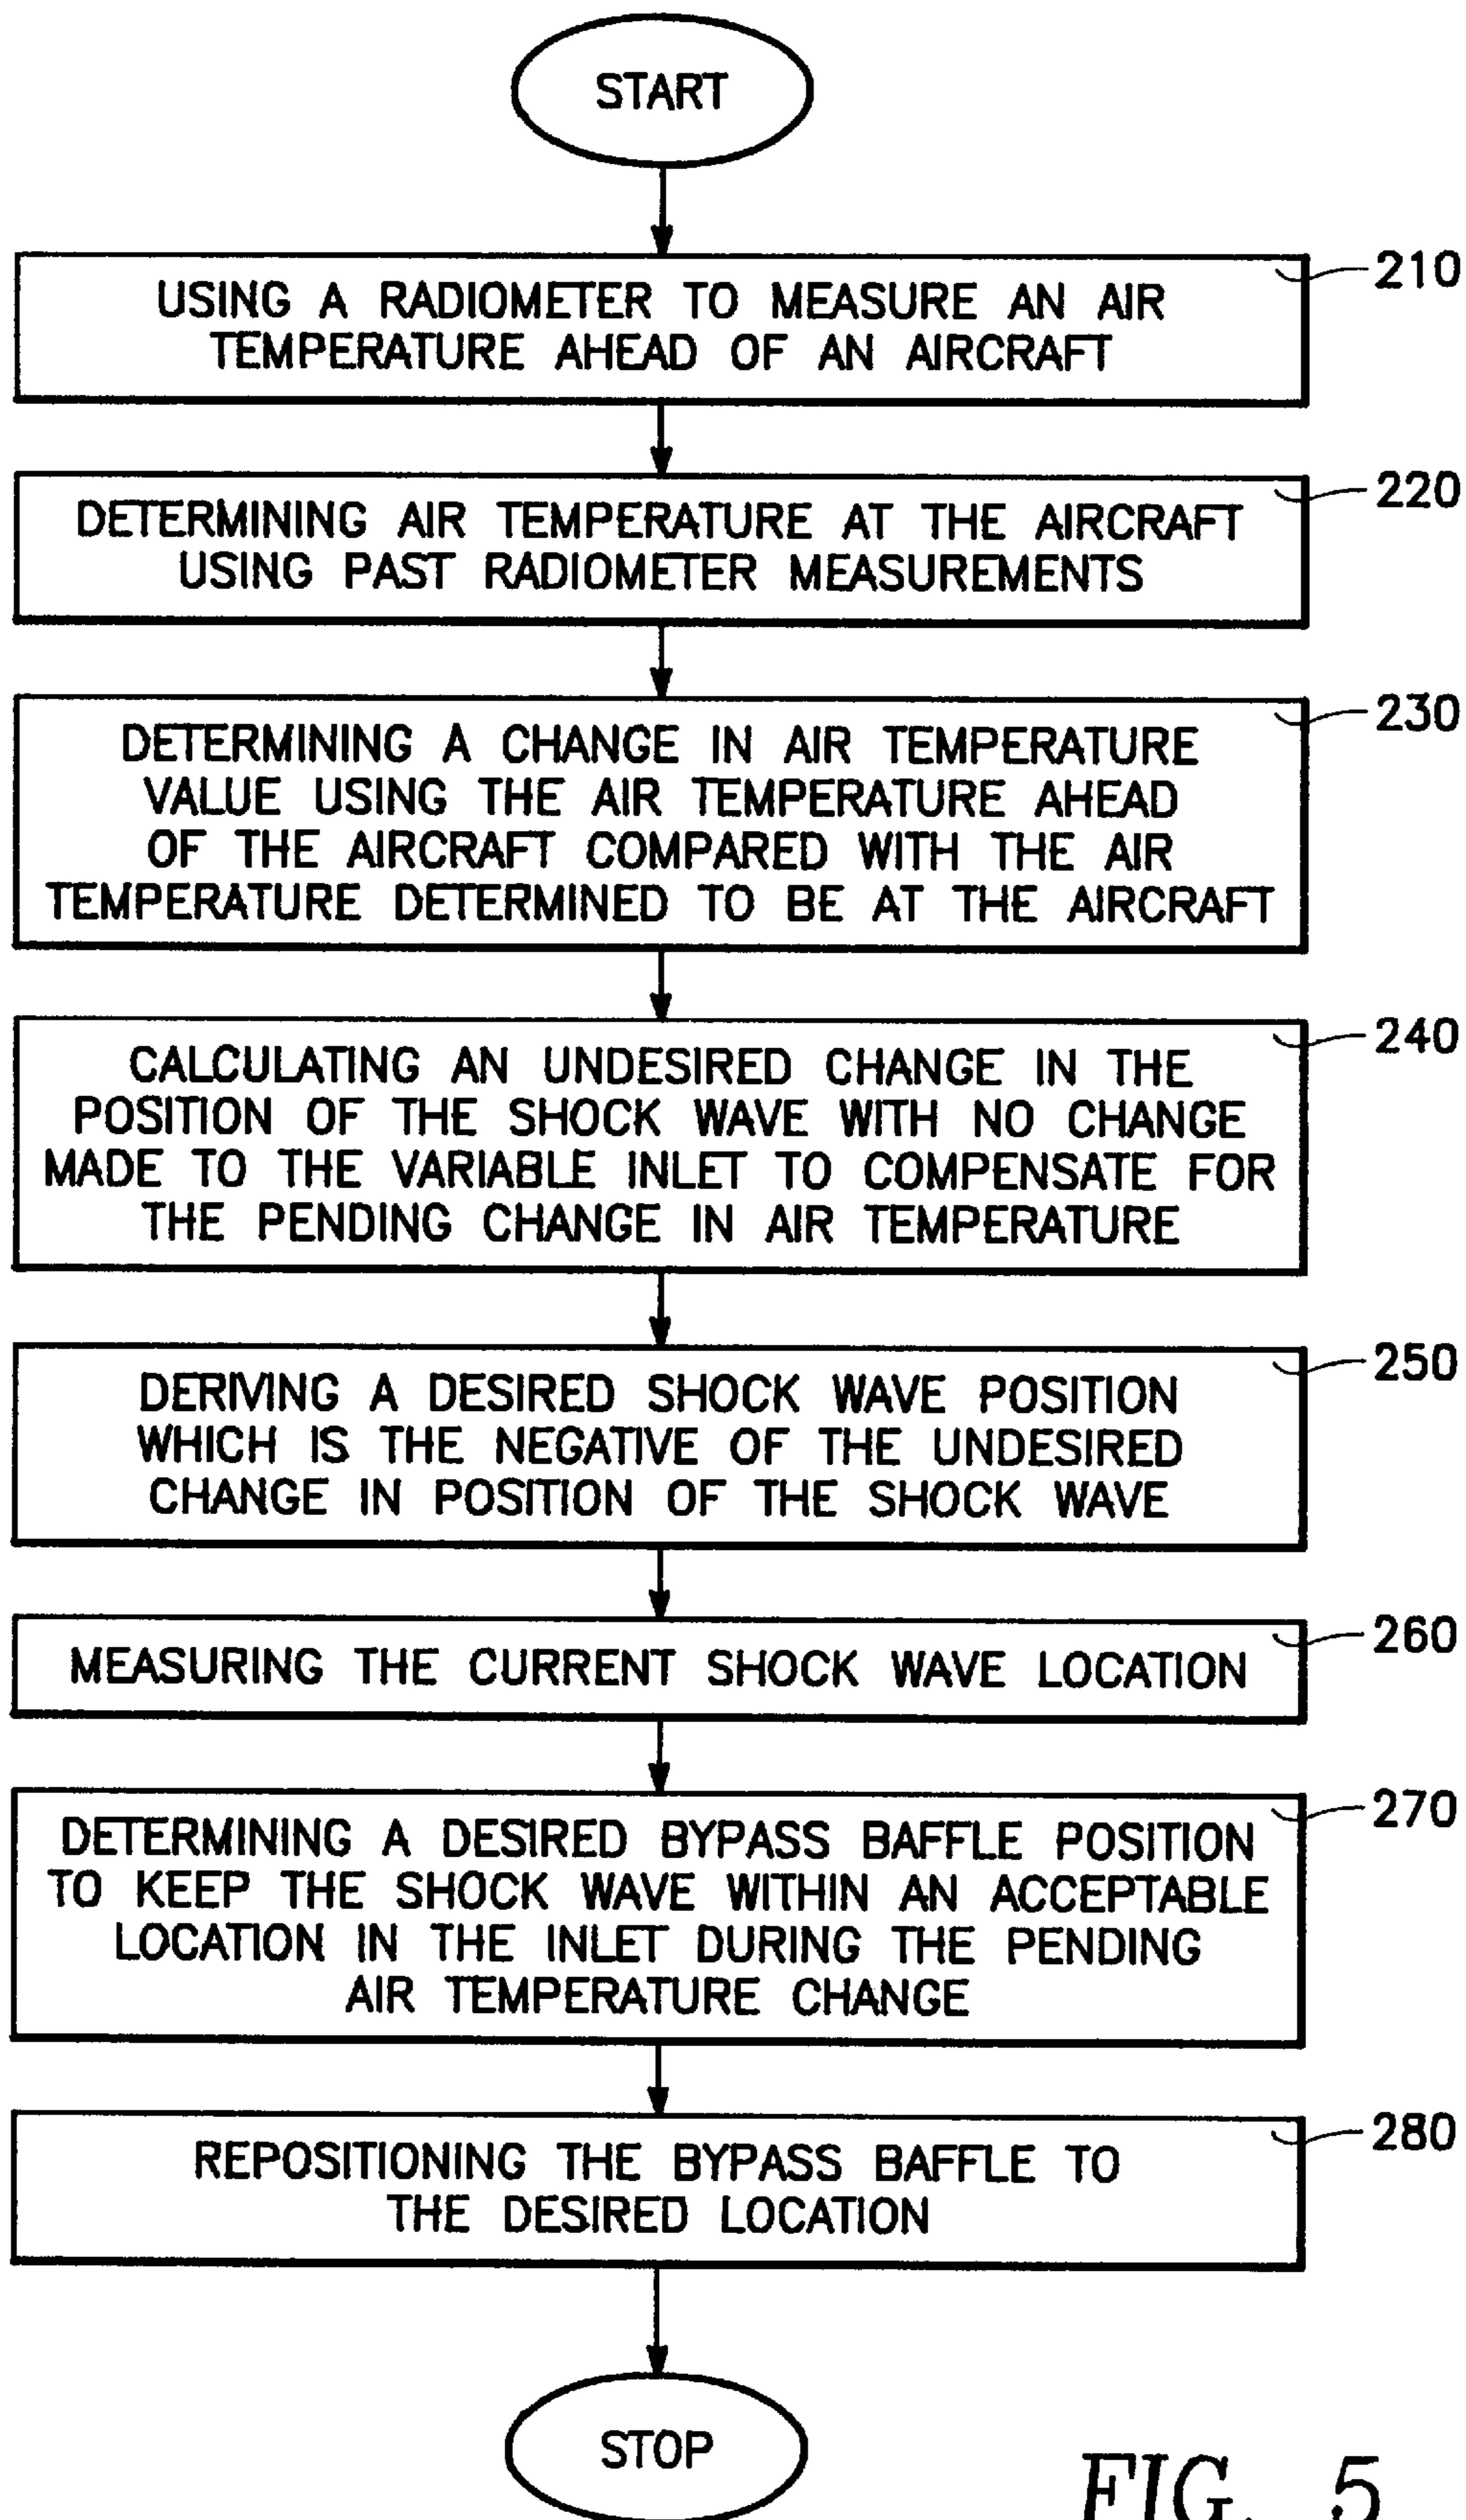 START
210
USING A RADIOMETER TO MEASURE AN AIR
TEMPERATURE AHEAD OF AN AIRCRAFT
220
DETERMINING AIR TEMPERATURE AT THE AIRCRAFT
USING PAST RADIOMETER MEASUREMENTS
230
DETERMINING A CHANGE IN AIR TEMPERATURE
VALUE USING THE AIR TEMPERATURE AHEAD
OF THE AIRCRAFT COMPARED WITH THE AIR
TEMPERATURE DETERMINED TO BE AT THE AIRCRAFT
240
CALCULATING AN UNDESIRED CHANGE IN THE
POSITION OF THE SHOCK WAVE WITH NO CHANGE
MADE TO THE VARIABLE INLET TO COMPENSATE FOR
THE PENDING CHANGE IN AIR TEMPERATURE
250
DERIVING A DESIRED SHOCK WAVE POSITION
WHICH IS THE NEGATIVE OF THE UNDESIRED
CHANGE IN POSITION OF THE SHOCK WAVE
260
MEASURING THE CURRENT SHOCK WAVE LOCATION
270
DETERMINING A DESIRED BYPASS BAFFLE POSITION
TO KEEP THE SHOCK WAVE WITHIN AN ACCEPTABLE
LOCATION IN THE INLET DURING THE PENDING
AIR TEMPERATURE CHANGE
280
REPOSITIONING THE BYPASS BAFFLE TO
THE DESIRED LOCATION
STOP
FIG. 5